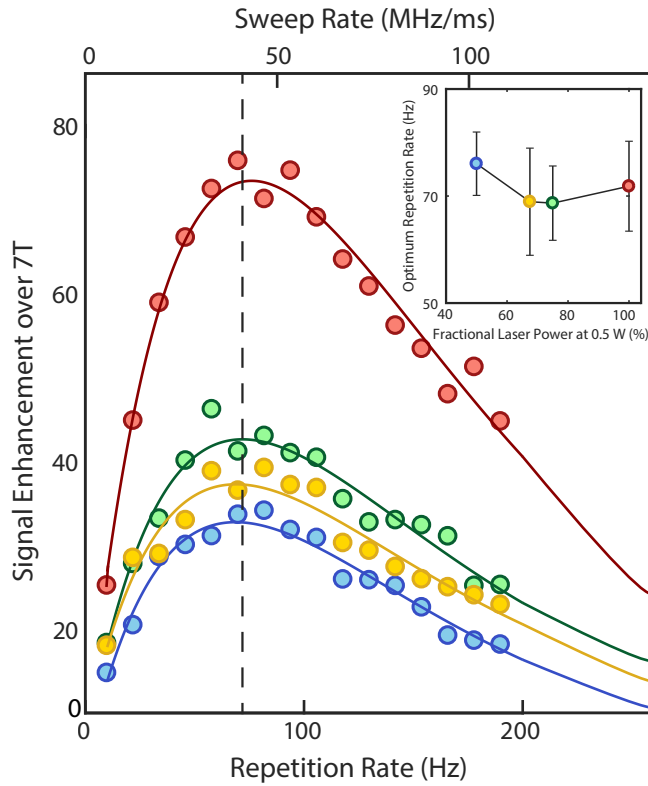 Sweep Rate (MHz/ms)
0 50 100
80
60
40
20
0
Signal Enhancement over 7T
0 100 200
Repetition Rate (Hz)
90
70
50
Optimum Repetition Rate (Hz)
40 60 80 100
Fractional Laser Power at 0.5 W (%)